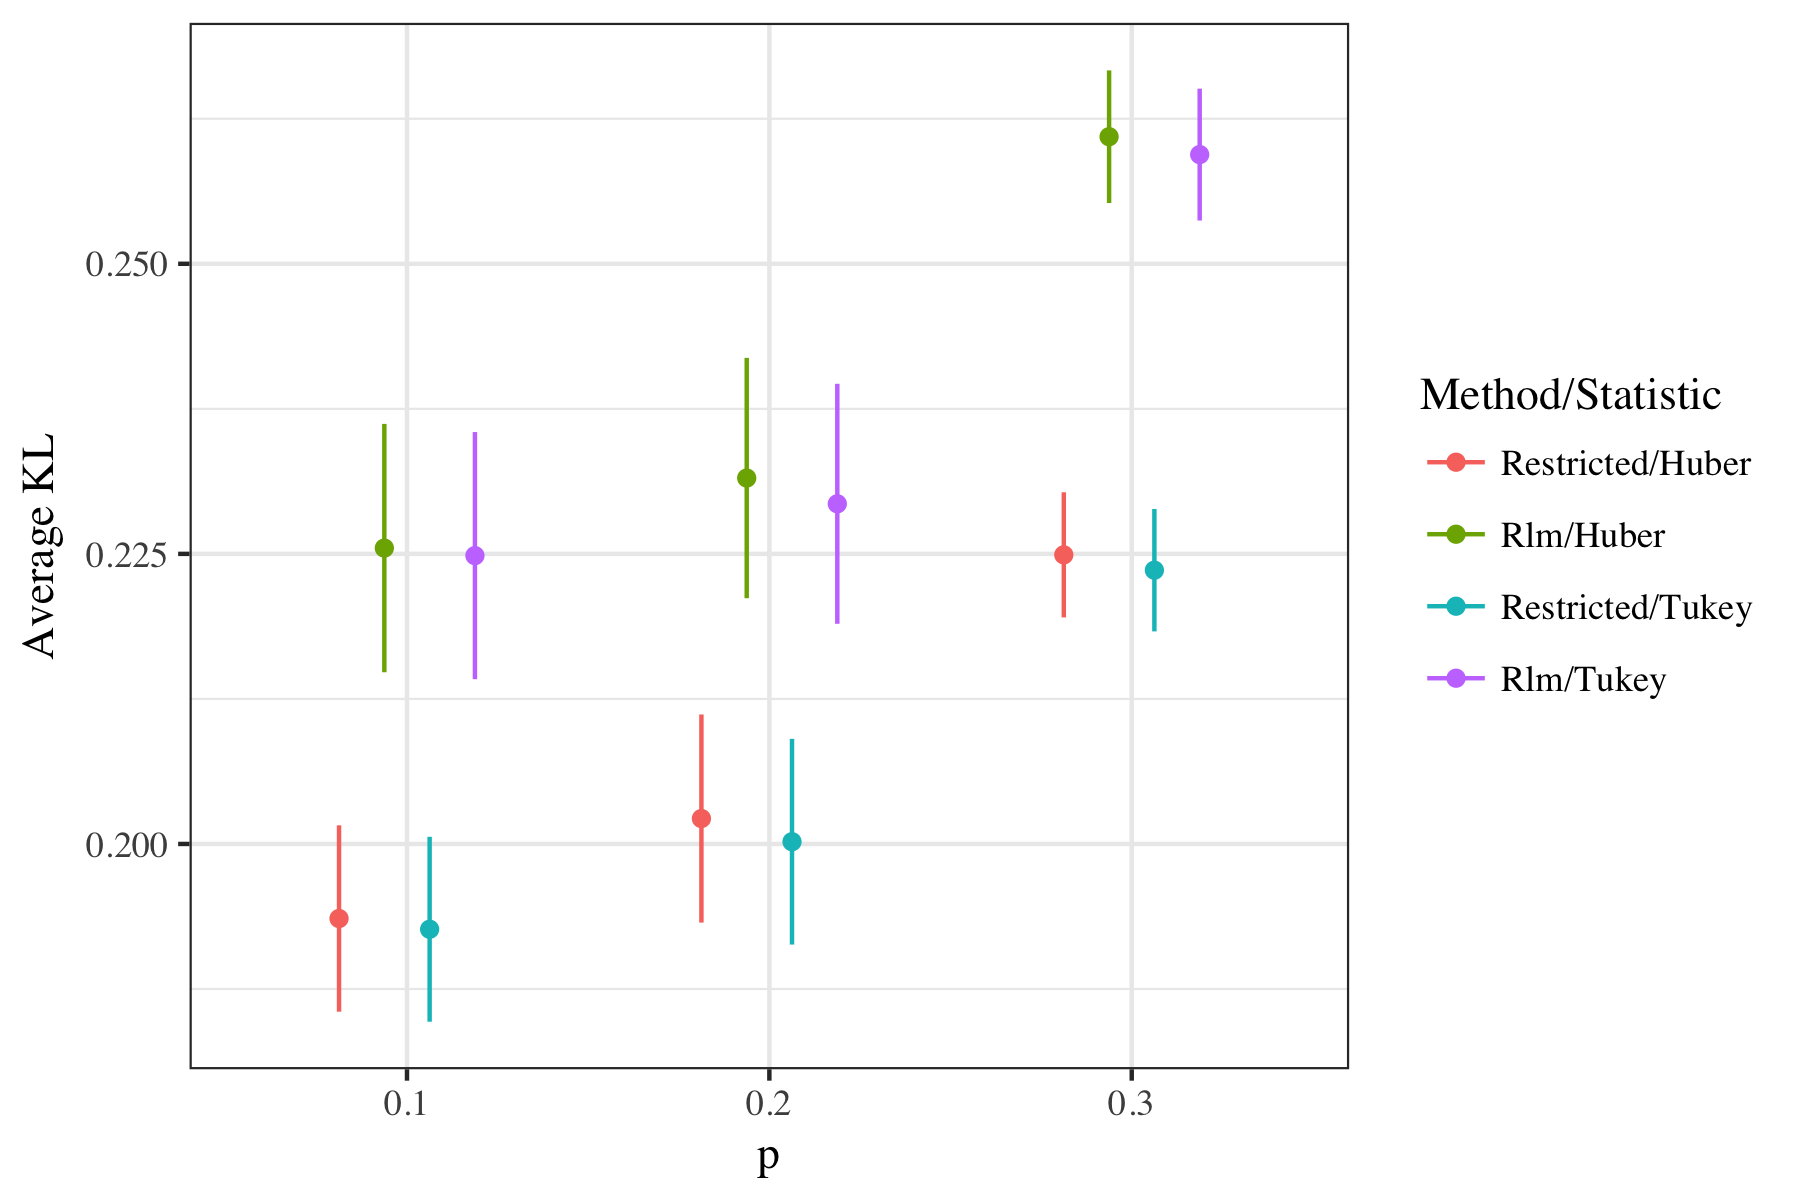 0.250
0.225
0.200
Average KL
0.1
0.2
0.3
p
Method/Statistic
Restricted/Huber
Rlm/Huber
Restricted/Tukey
Rlm/Tukey